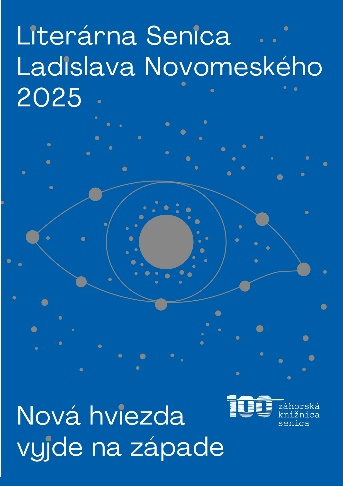 Literárna Senica
Ladislava Novomeského
2025
Nová hviezda
vyjde na západe
100 záhorská
knižnica
senica